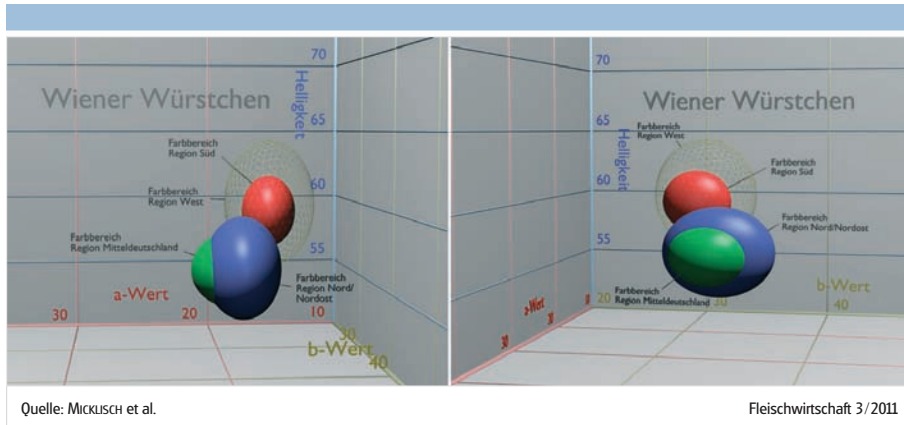 70
Helligkeit
Wiener Würstchen
65
Farbbereich
Region Süd
Farbbereich
Region West
60
Farbbereich
Region Mitteldeutschland
55
Farbbereich
Region Nord/
Nordost
a-Wert
30
20
10
30
b-Wert
40
70
Wiener Würstchen
65
Farbbereich
Region West
Helligkeit
Farbbereich
Region Süd
60
Farbbereich
Region Nord/Nordost
55
Farbbereich
Region Mitteldeutschland
b-Wert
a-Wert
10
20
30
40
20
30
Quelle: MICKLISCH et al.
Fleischwirtschaft 3/2011